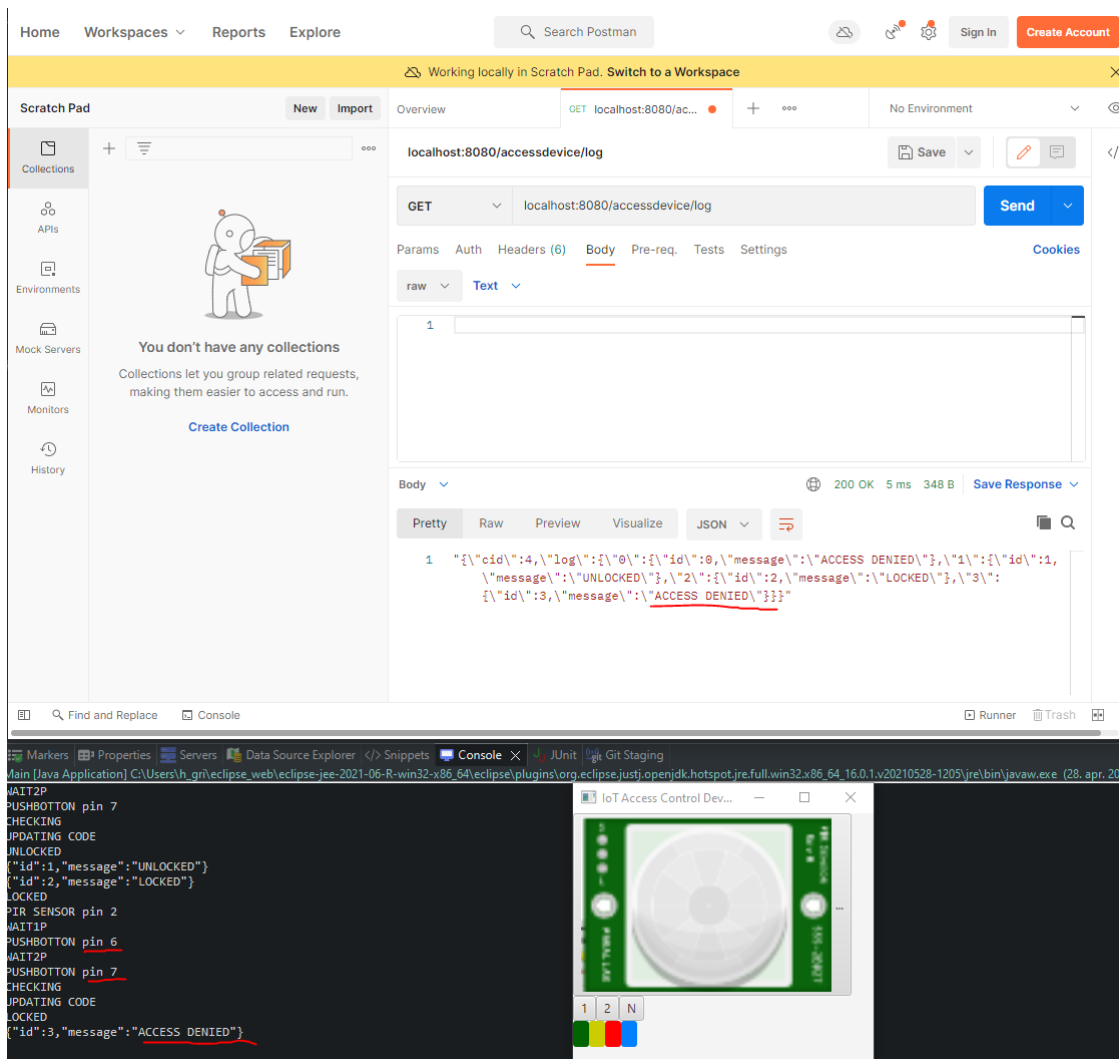 Home Workspaces Reports Explore Search Postman Sign In Create Account
Working locally in Scratch Pad. Switch to a Workspace
Scratch Pad New Import Overview GET localhost:8080/ac... No Environment
Collections
APIs
Environments
Mock Servers
Monitors
History
You don't have any collections
Collections let you group related requests,
making them easier to access and run.
Create Collection
localhost:8080/accessdevice/log Save
GET localhost:8080/accessdevice/log Send
Params Auth Headers (6) Body Pre-req. Tests Settings Cookies
raw Text
1
Body 200 OK 5 ms 348 B Save Response
Pretty Raw Preview Visualize JSON
1 "{\"cid\":4,\"log\":{\"0\":{\"id\":0,\"message\":\"ACCESS DENIED\"},\"1\":{\"id\":1,
\"message\":\"UNLOCKED\"},\"2\":{\"id\":2,\"message\":\"LOCKED\"},\"3\":
{\"id\":3,\"message\":\"ACCESS DENIED\"}}}"
Find and Replace Console Runner Trash
Markers Properties Servers Data Source Explorer Snippets Console JUnit Git Staging
Main [Java Application] C:\Users\h_gri\eclipse_web\eclipse-jee-2021-06-R-win32-x86_64\eclipse\plugins\org.eclipse.justj.openjdk.hotspot.jre.full.win32.x86_64_16.0.1.v20210528-1205\jre\bin\javaw.exe (28. apr. 20
WAIT2P
PUSHBOTTON pin 7
CHECKING
UPDATING CODE
UNLOCKED
{"id":1,"message":"UNLOCKED"}
{"id":2,"message":"LOCKED"}
LOCKED
PIR SENSOR pin 2
WAIT1P
PUSHBOTTON pin 6
WAIT2P
PUSHBOTTON pin 7
CHECKING
UPDATING CODE
LOCKED
{"id":3,"message":"ACCESS DENIED"}
IoT Access Control Dev...
1 2 N